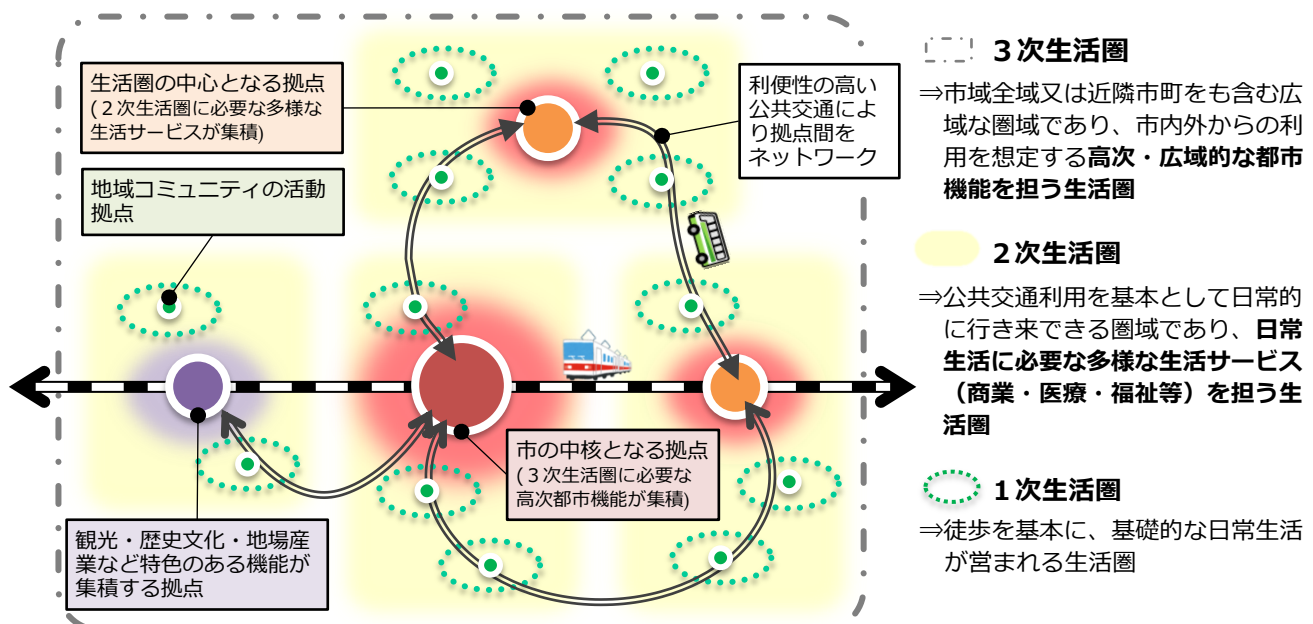 生活圏の中心となる拠点
(２次生活圏に必要な多様な
生活サービスが集積)
地域コミュニティの活動
拠点
利便性の高い
公共交通によ
り拠点間を
ネットワーク
市の中核となる拠点
(３次生活圏に必要な
高次都市機能が集積)
観光・歴史文化・地場産
業など特色のある機能が
集積する拠点
３次生活圏
⇒市域全域又は近隣市町をも含む広
域な圏域であり、市内外からの利
用を想定する高次・広域的な都市
機能を担う生活圏
２次生活圏
⇒公共交通利用を基本として日常的
に行き来できる圏域であり、日常
生活に必要な多様な生活サービス
（商業・医療・福祉等）を担う生
活圏
１次生活圏
⇒徒歩を基本に、基礎的な日常生活
が営まれる生活圏